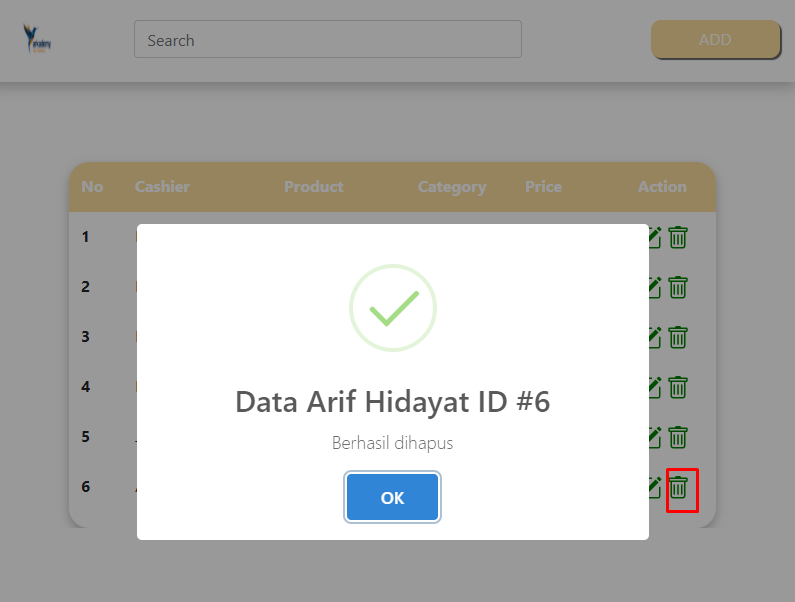 Search
ADD
No Cashier Product Category Price Action
1
2
3
4
5
6
Data Arif Hidayat ID #6
Berhasil dihapus
OK